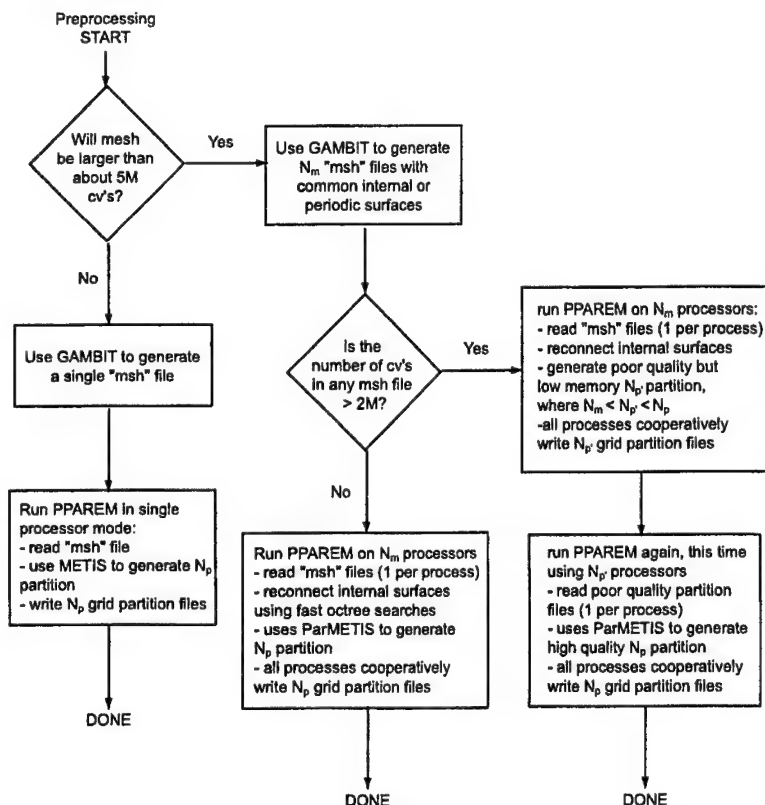 Preprocessing
START
Will mesh
be larger than
about 5M
cv's?
Yes
Use GAMBIT to generate
Nm "msh" files with
common internal or
periodic surfaces
No
Use GAMBIT to generate
a single "msh" file
Run PPAREM in single
processor mode:
- read "msh" file
- use METIS to generate Np
partition
- write Np grid partition files
DONE
Is the
number of cv's
in any msh file
> 2M?
Yes
No
Run PPAREM on Nm processors
- read "msh" files (1 per process)
- reconnect internal surfaces
using fast octree searches
- uses ParMETIS to generate
Np partition
- all processes cooperatively
write Np grid partition files
DONE
run PPAREM on Nm processors:
- read "msh" files (1 per process)
- reconnect internal surfaces
- generate poor quality but
low memory Np' partition,
where Nm < Np' < Np
-all processes cooperatively
write Np' grid partition files
run PPAREM again, this time
using Np' processors
- read poor quality partition
files (1 per process)
- uses ParMETIS to generate
high quality Np partition
- all processes cooperatively
write Np grid partition files
DONE